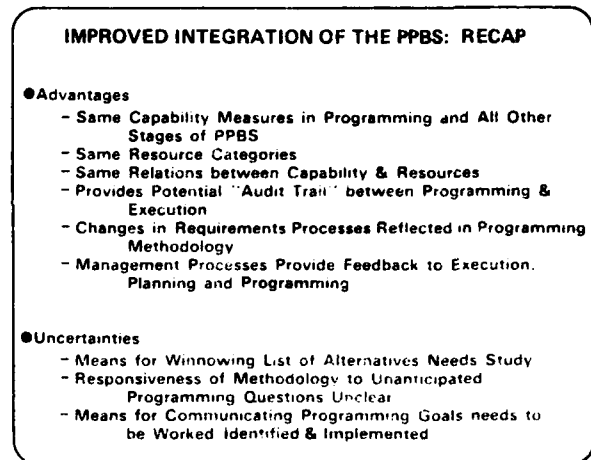 IMPROVED INTEGRATION OF THE PPBS: RECAP
●Advantages
– Same Capability Measures in Programming and All Other
Stages of PPBS
– Same Resource Categories
– Same Relations between Capability & Resources
– Provides Potential "Audit Trail" between Programming &
Execution
– Changes in Requirements Processes Reflected in Programming
Methodology
– Management Processes Provide Feedback to Execution.
Planning and Programming
●Uncertainties
– Means for Winnowing List of Alternatives Needs Study
– Responsiveness of Methodology to Unanticipated
Programming Questions Unclear
– Means for Communicating Programming Goals needs to
be Worked Identified & Implemented